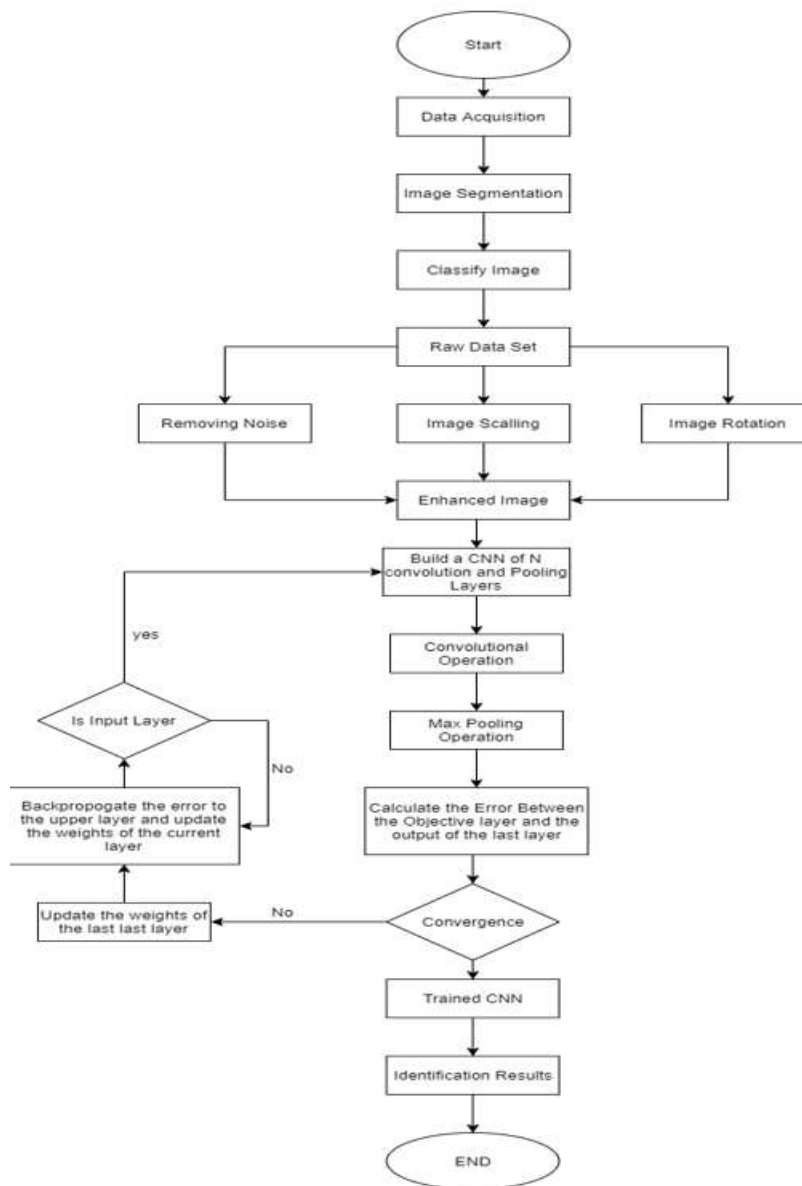 Start
Data Acquisition
Image Segmentation
Classify Image
Raw Data Set
Removing Noise
Image Scalling
Image Rotation
Enhanced Image
Build a CNN of N
convolution and Pooling
Layers
yes
Convolutional
Operation
Is Input Layer
Max Pooling
Operation
No
Backpropogate the error to
the upper layer and update
the weights of the current
layer
Calculate the Error Between
the Objective layer and the
output of the last layer
Update the weights of
the last last layer
No
Convergence
Trained CNN
Identification Results
END